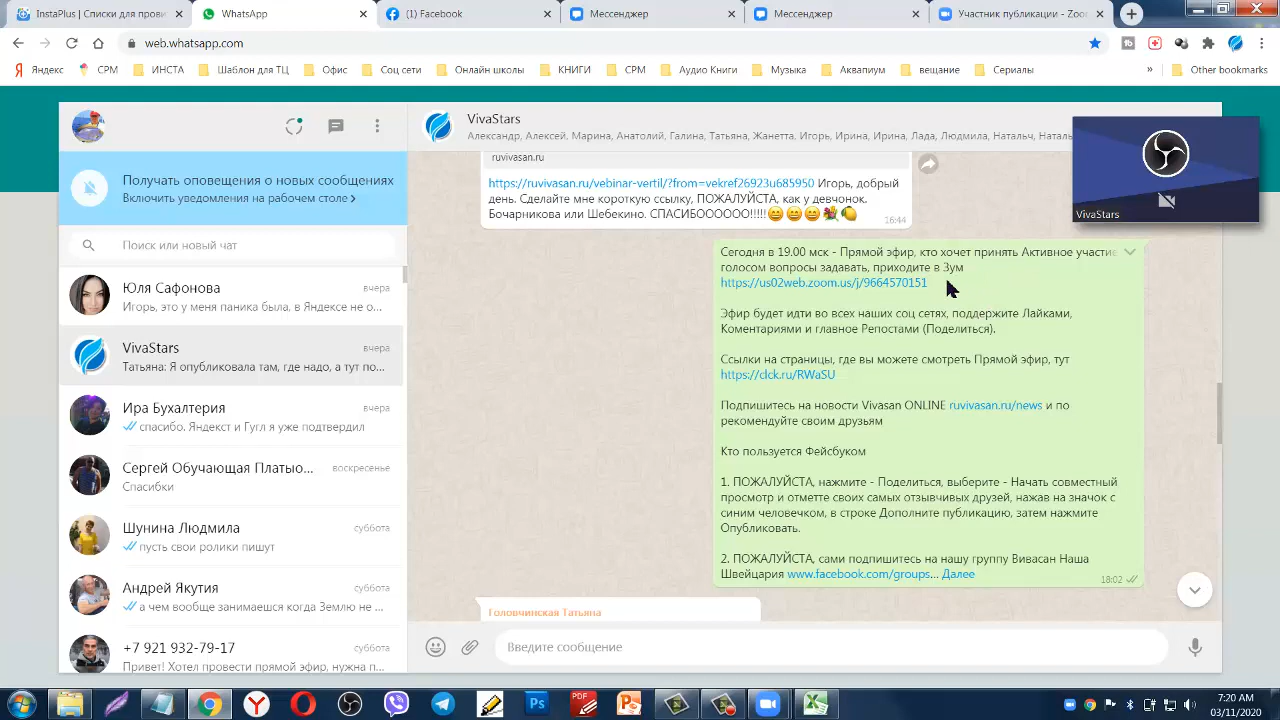 InstaPlus | Списки для прови
WhatsApp
(1) Facebook
Мессенджер
Мессенджер
Участник публикации - Zoo
web.whatsapp.com
Яндекс
СРМ
ИНСТА
Шаблон для ТЦ
Офис
Соц сети
Онлайн школы
КНИГИ
СРМ
Аудио Книги
Музыка
Аквапиум
вещание
Сериалы
»
Other bookmarks
VivaStars
Александр, Алексей, Марина, Анатолий, Галина, Татьяна, Жанетта, Игорь, Ирина, Ирина, Лада, Людмила, Натальч, Наталь
VivaStars
Получать оповещения о новых сообщениях
Включить уведомления на рабочем столе >
Поиск или новый чат
Юля Сафонова
вчера
Игорь, это у меня паника была, в Яндексе не о...
VivaStars
вчера
Татьяна: Я опубликовала там, где надо, а тут по...
Ира Бухалтерия
вчера
спасибо. Яндекст и Гугл я уже подтвердил
Сергей Обучающая Платыо...
воскресенье
Спасибки
Шунина Людмила
суббота
пусть свои ролики пишут
Андрей Якутия
суббота
а чем вообще занимаешся когда Землю не ...
+7 921 932-79-17
суббота
Привет! Хотел провести прямой эфир, нужна п...
ruvivasan.ru
https://ruvivasan.ru/vebinar-vertil/?from=vekref26923u685950 Игорь, добрый
день. Сделайте мне короткую ссылку, ПОЖАЛУЙСТА, как у девчонок.
Бочарникова или Шебекино. СПАСИБОООООО!!!!!😄😄😄💐🍋
16:44
Сегодня в 19.00 мск - Прямой эфир, кто хочет принять Активное участие
голосом вопросы задавать, приходите в Зум
https://us02web.zoom.us/j/9664570151
Эфир будет идти во всех наших соц сетях, поддержите Лайками,
Коментариями и главное Репостами (Поделиться).
Ссылки на страницы, где вы можете смотреть Прямой эфир, тут
https://clck.ru/RWaSU
Подпишитесь на новости Vivasan ONLINE ruvivasan.ru/news и по
рекомендуйте своим друзьям
Кто пользуется Фейсбуком
1. ПОЖАЛУЙСТА, нажмите - Поделиться, выберите - Начать совместный
просмотр и отметте своих самых отзывчивых друзей, нажав на значок с
синим человечком, в строке Дополните публикацию, затем нажмите
Опубликовать.
2. ПОЖАЛУЙСТА, сами подпишитесь на нашу группу Вивасан Наша
Швейцария www.facebook.com/groups... Далее
18:02
Головчинская Татьяна
Введите сообщение
7:20 AM
03/11/2020